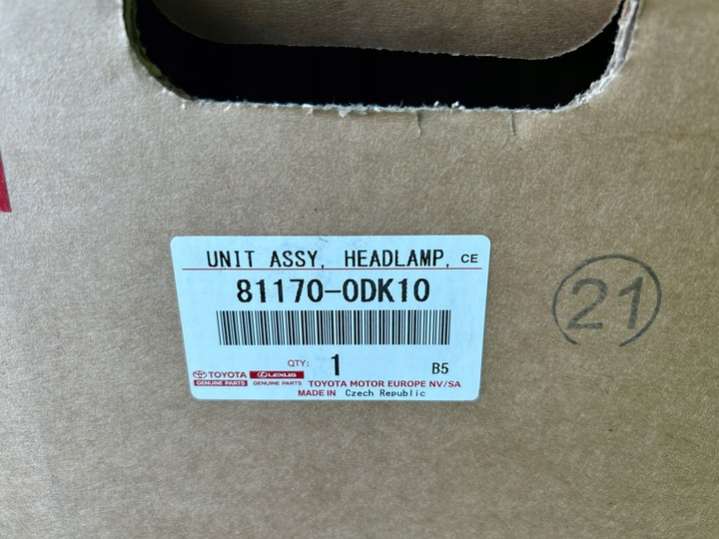 UNIT ASSY, HEADLAMP, CE
81170-0DK10
QTY: 1 B5
TOYOTA LEXUS
GENUINE PARTS GENUINE PARTS TOYOTA MOTOR EUROPE NV/SA
MADE IN Czech Republic
21